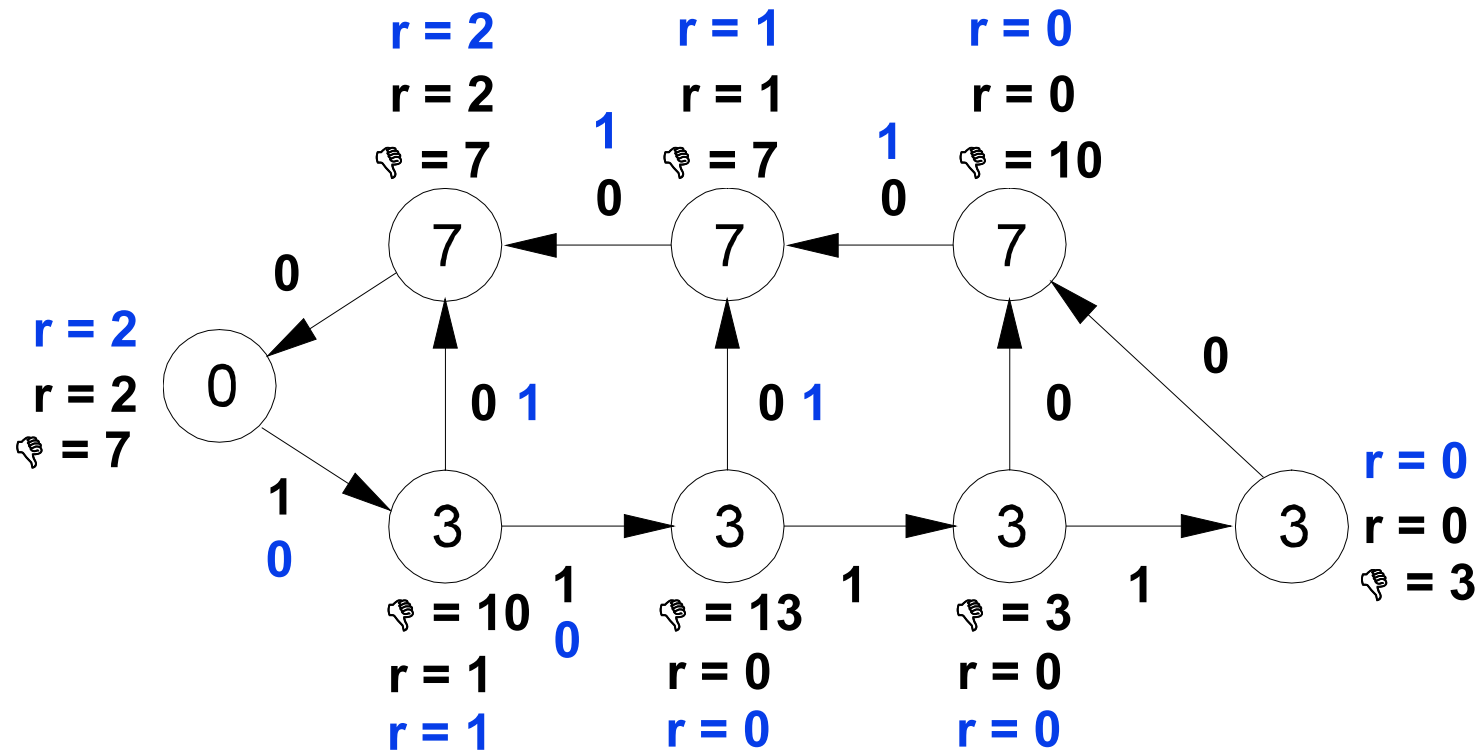 r = 2
r = 1
r = 0
r = 2
r = 1
r = 0
1
1
👎 = 7
👎 = 7
👎 = 10
0
0
7
7
7
0
r = 2
0
r = 2
0
0 1
0 1
0
👎 = 7
r = 0
1
3
3
3
3
r = 0
0
1
1
1
👎 = 3
👎 = 10
👎 = 13
👎 = 3
0
r = 1
r = 0
r = 0
r = 1
r = 0
r = 0